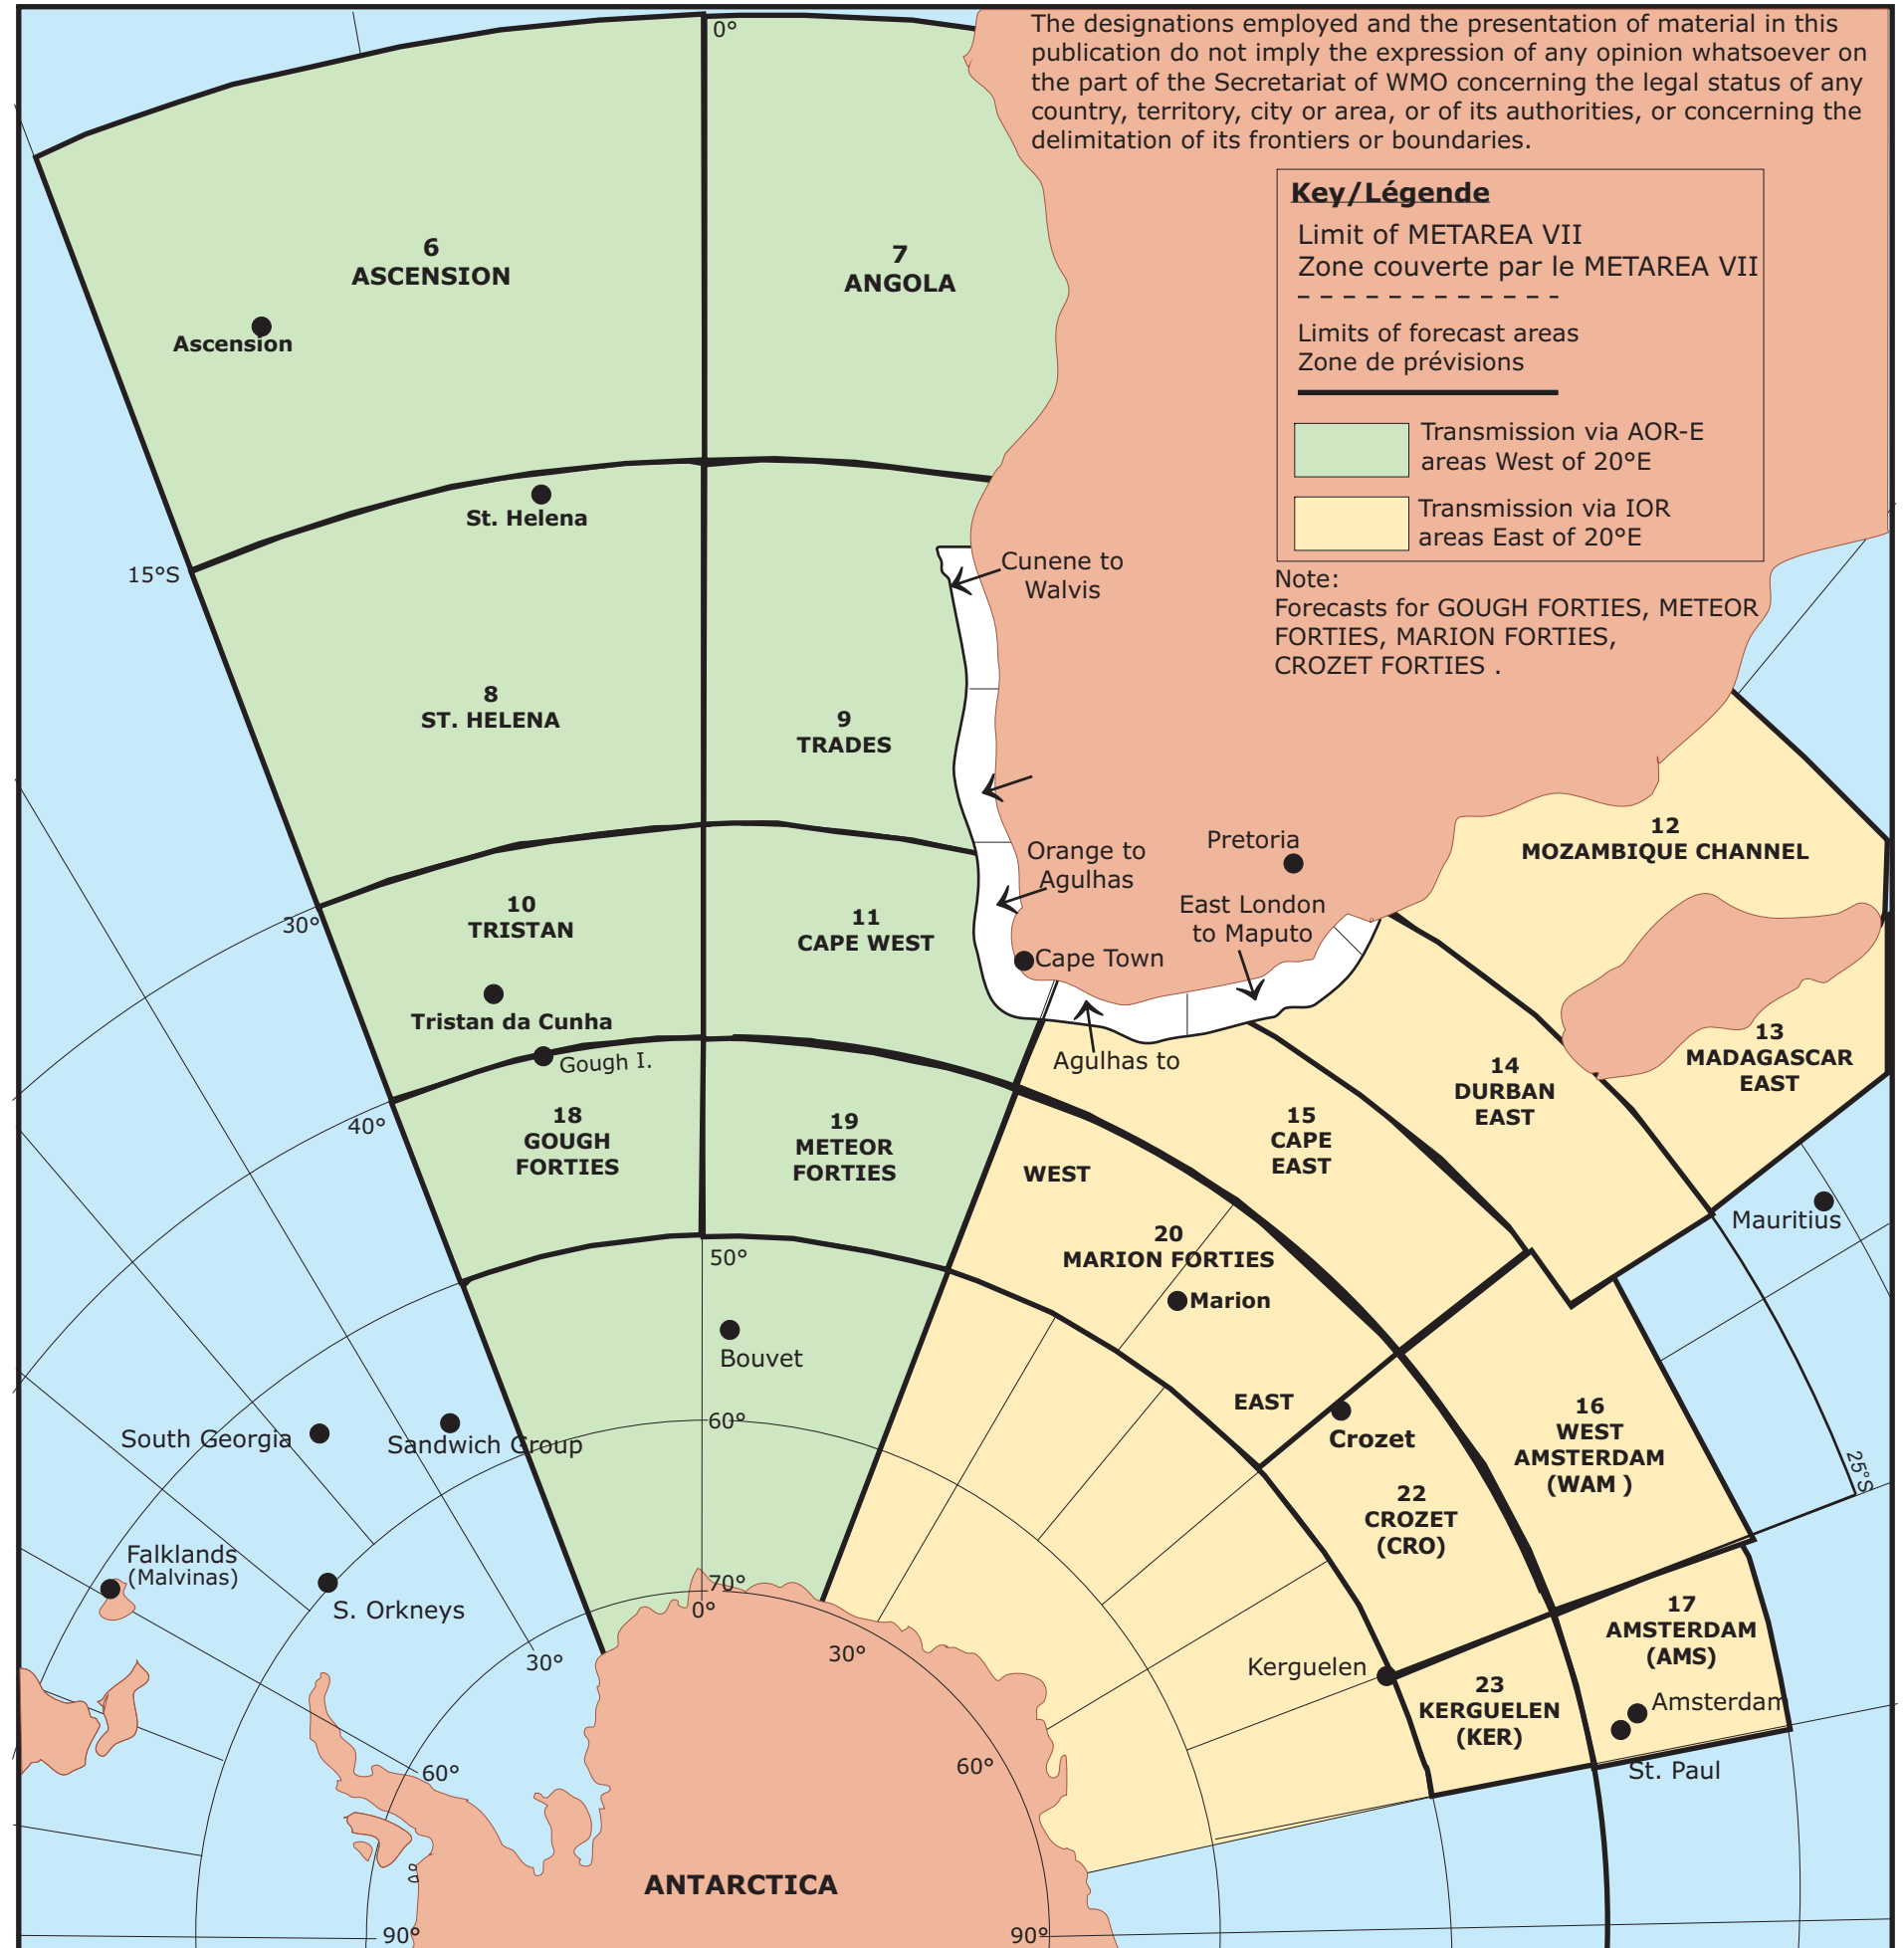 0°
The designations employed and the presentation of material in this
publication do not imply the expression of any opinion whatsoever on
the part of the Secretariat of WMO concerning the legal status of any
country, territory, city or area, or of its authorities, or concerning the
delimitation of its frontiers or boundaries.
Key/Légende
Limit of METAREA VII
Zone couverte par le METAREA VII
Limits of forecast areas
Zone de prévisions
Transmission via AOR-E
areas West of 20°E
Transmission via IOR
areas East of 20°E
Note:
Forecasts for GOUGH FORTIES, METEOR
FORTIES, MARION FORTIES,
CROZET FORTIES .
6
ASCENSION
Ascension
7
ANGOLA
St. Helena
15°S
Cunene to
Walvis
8
ST. HELENA
9
TRADES
Orange to
Agulhas
Pretoria
East London
to Maputo
Cape Town
Agulhas to
12
MOZAMBIQUE CHANNEL
30°
10
TRISTAN
Tristan da Cunha
11
CAPE WEST
Gough I.
13
MADAGASCAR
EAST
14
DURBAN
EAST
15
CAPE
EAST
40°
18
GOUGH
FORTIES
19
METEOR
FORTIES
WEST
20
MARION FORTIES
Marion
EAST
Mauritius
50°
Bouvet
60°
Crozet
16
WEST
AMSTERDAM
(WAM )
25°S
South Georgia
Sandwich Group
22
CROZET
(CRO)
Falklands
(Malvinas)
S. Orkneys
70°
0°
30°
30°
17
AMSTERDAM
(AMS)
Kerguelen
23
KERGUELEN
(KER)
Amsterdam
St. Paul
60°
60°
ANTARCTICA
90°
90°